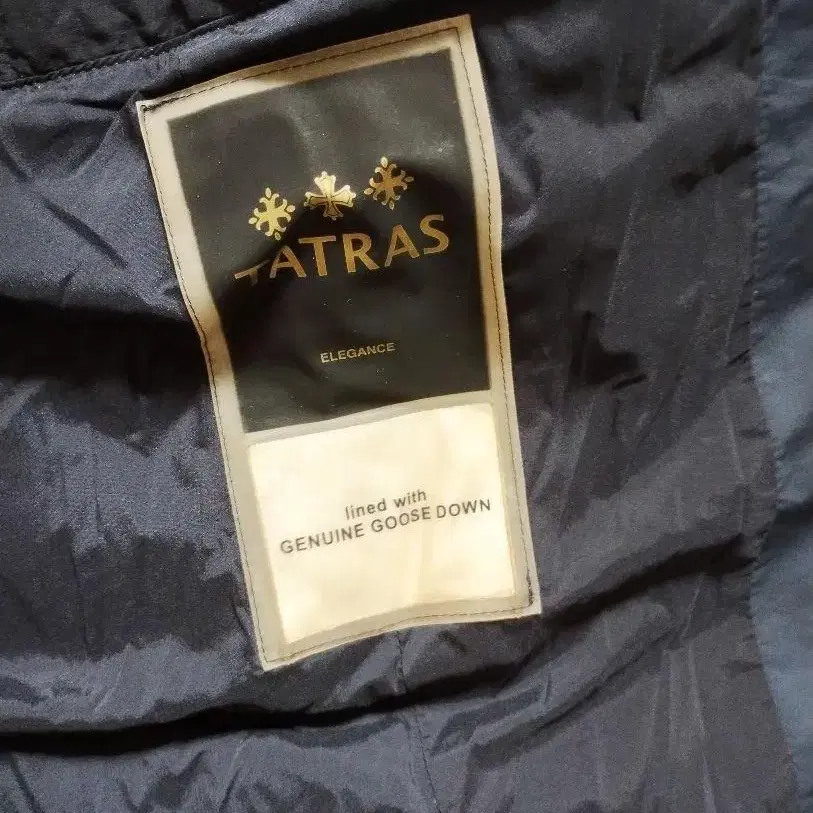 TATRAS
ELEGANCE
lined with
GENUINE GOOSE DOWN